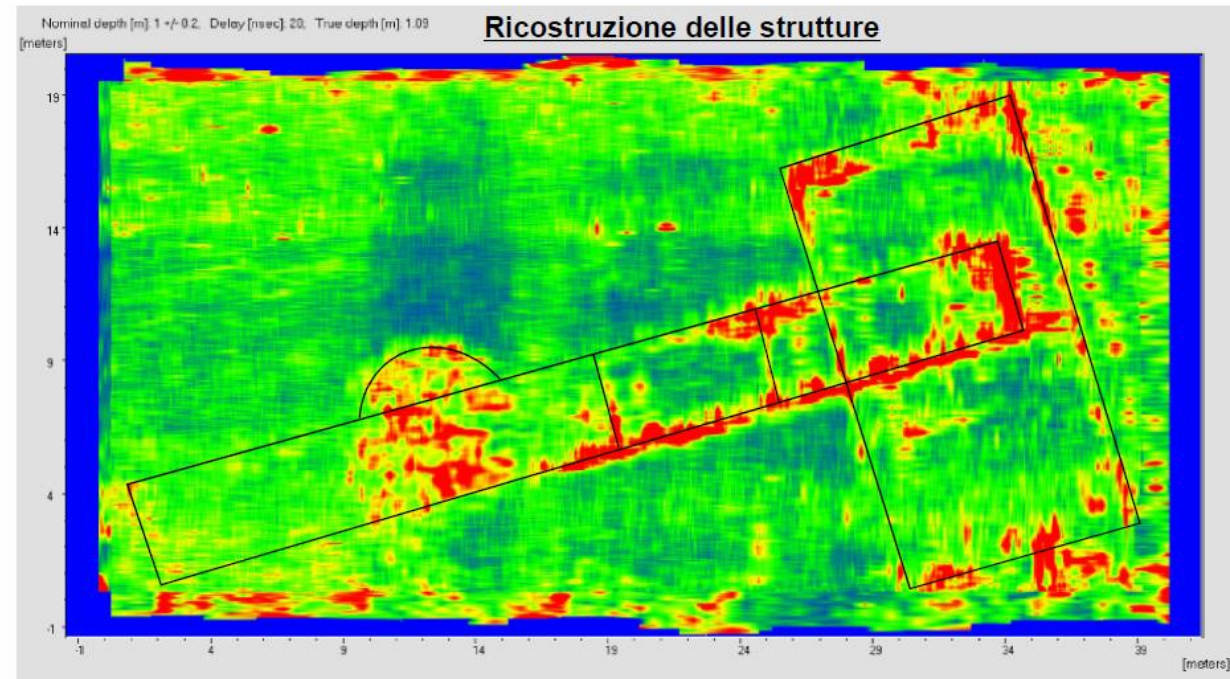 Nominal depth [m]: 1 +/- 0.2, Delay [nsec]: 20, True depth [m]: 1.09
Ricostruzione delle strutture
[meters]
19
14
9
4
-1
-1 4 9 14 19 24 29 34 39
[meters]